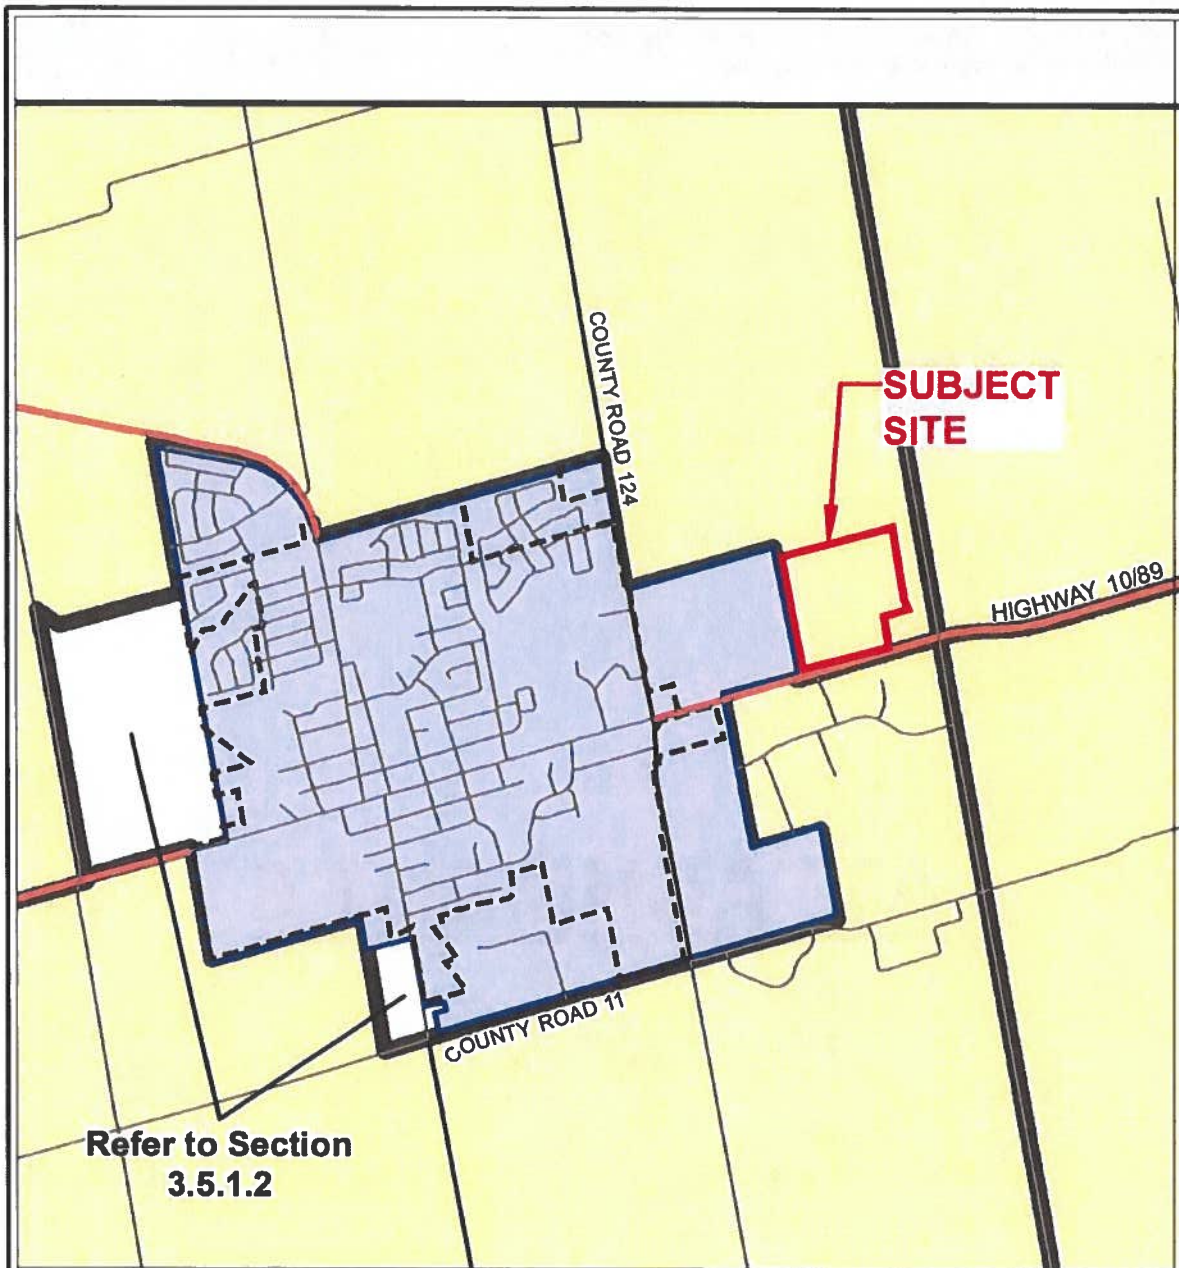 COUNTY ROAD 124
SUBJECT
SITE
HIGHWAY 10/89
COUNTY ROAD 11
Refer to Section
3.5.1.2